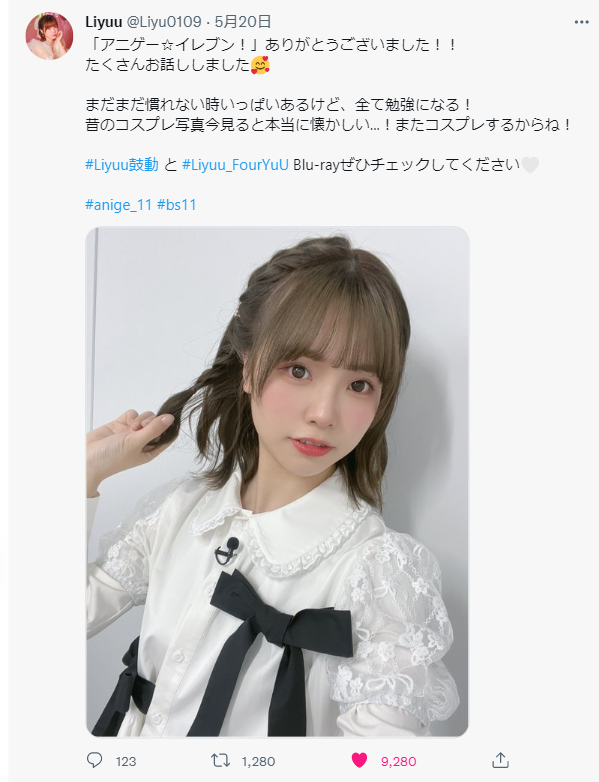 Liyuu @Liyu0109 · 5月20日
「アニゲー☆イレブン！」ありがとうございました！！
たくさんお話ししました🥰
まだまだ慣れない時いっぱいあるけど、全て勉強になる！
昔のコスプレ写真今見ると本当に懐かしい...！またコスプレするからね！
#Liyuu鼓動 と #Liyuu_FourYuU Blu-rayぜひチェックしてください🤍
#anige_11 #bs11
123 1,280 9,280